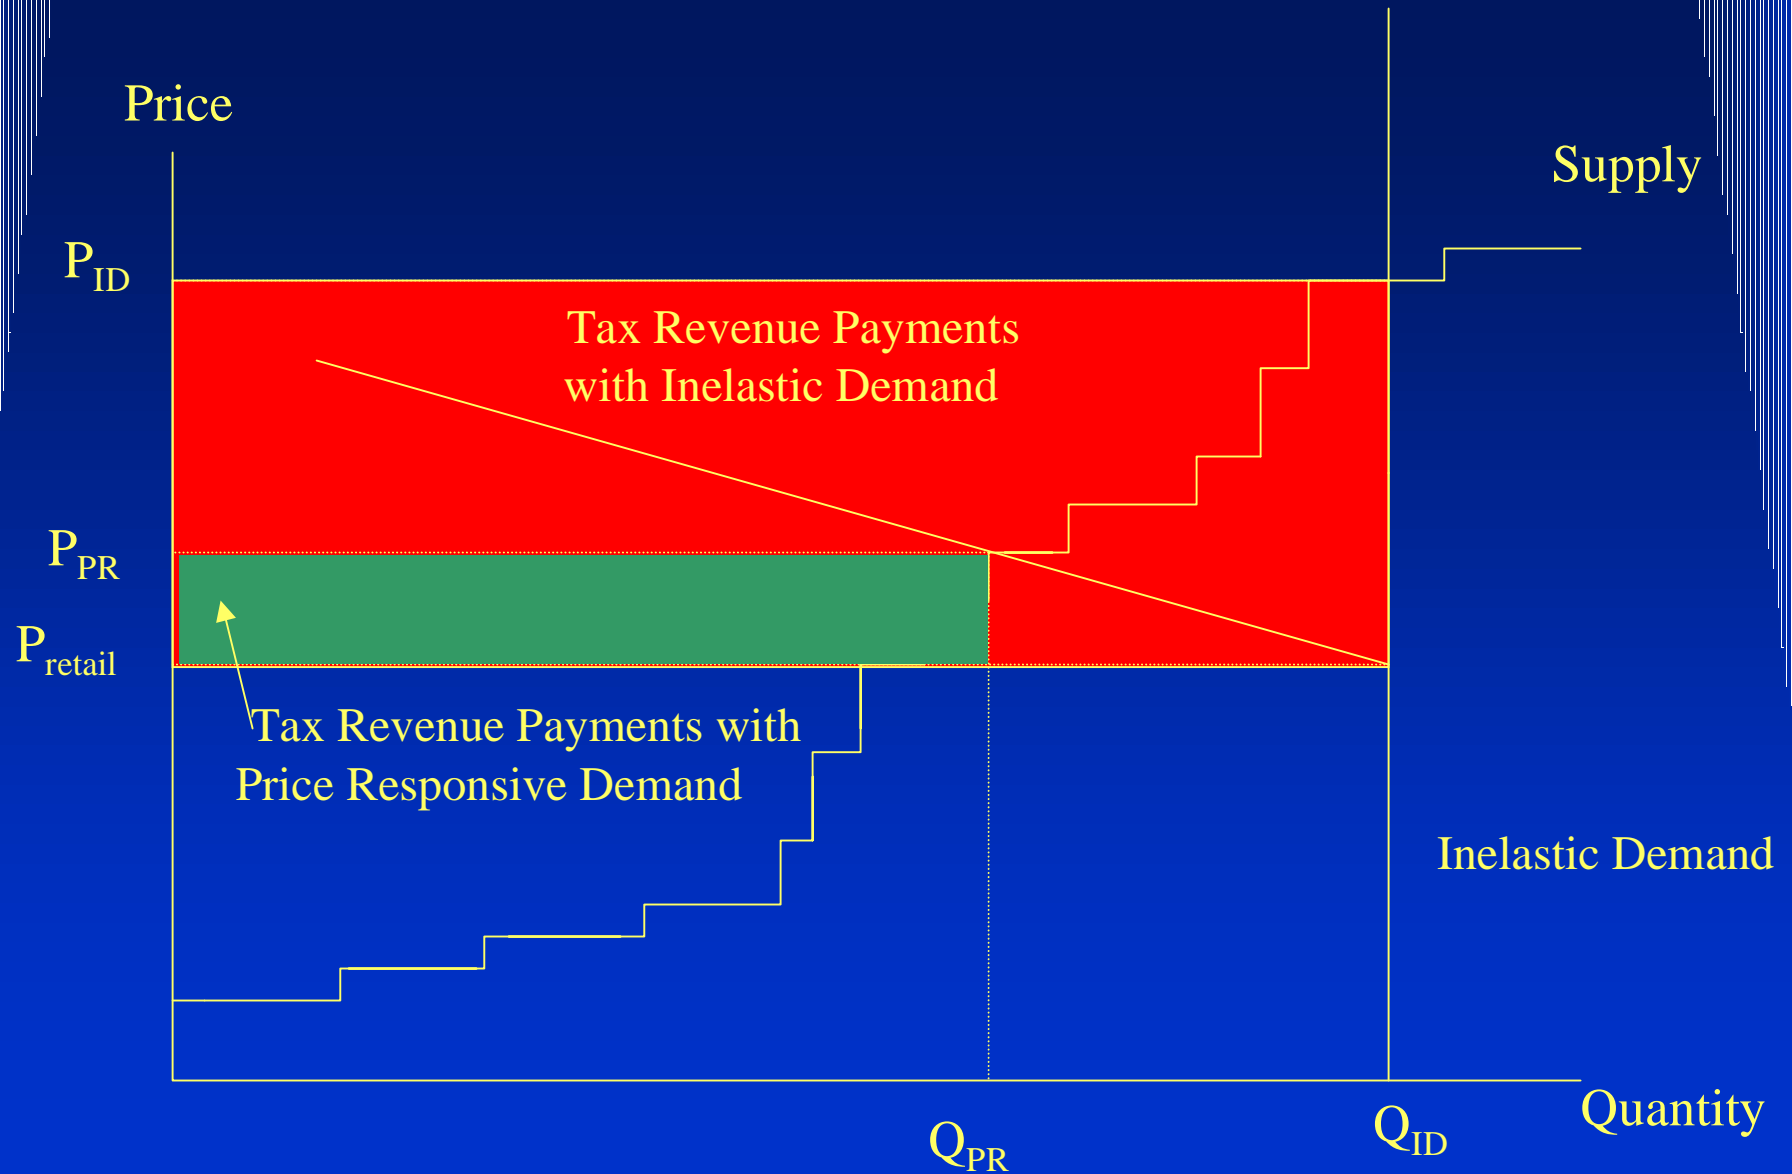 Price
Supply
P_ID
Tax Revenue Payments
with Inelastic Demand
P_PR
P_retail
Tax Revenue Payments with
Price Responsive Demand
Inelastic Demand
Quantity
Q_PR
Q_ID